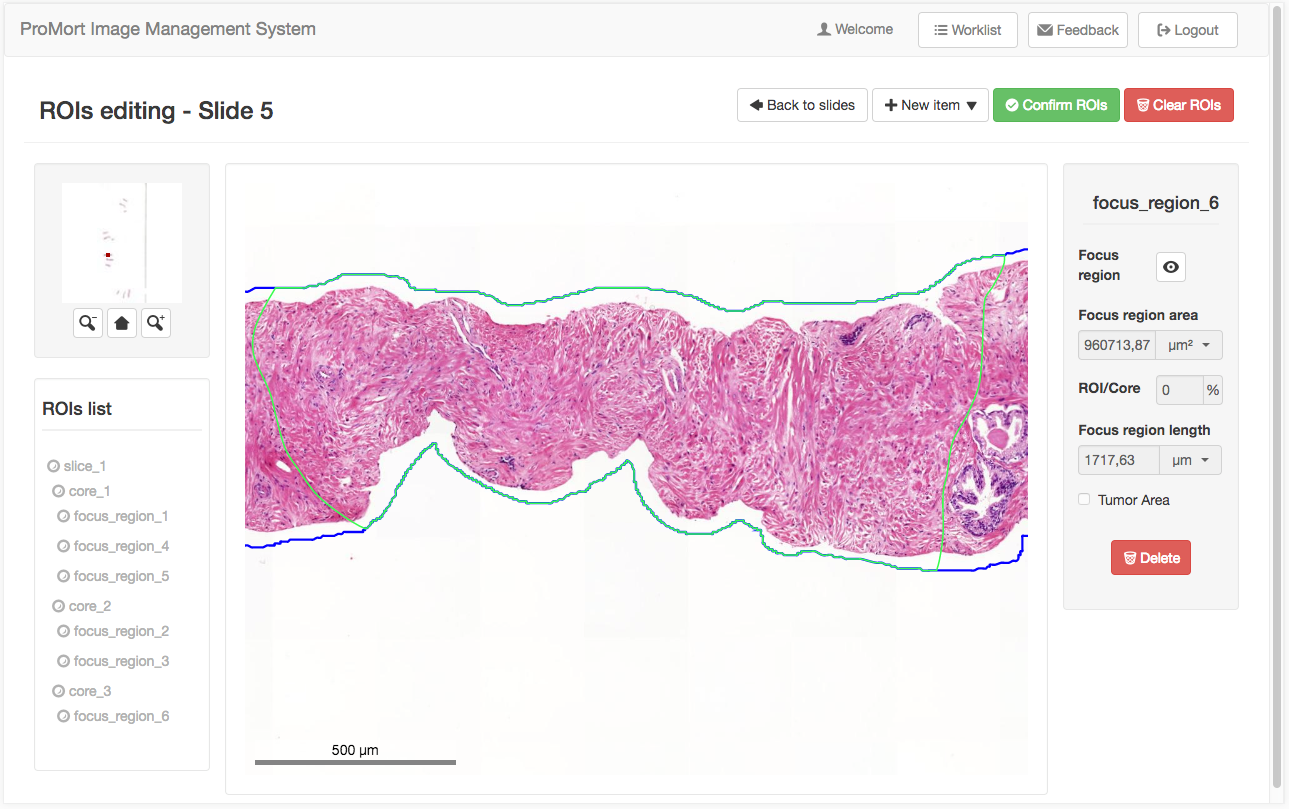 ProMort Image Management System
Welcome
Worklist
Feedback
Logout
ROIs editing - Slide 5
Back to slides
New item
Confirm ROIs
Clear ROIs
ROIs list
slice_1
core_1
focus_region_1
focus_region_4
focus_region_5
core_2
focus_region_2
focus_region_3
core_3
focus_region_6
500 µm
focus_region_6
Focus
region
Focus region area
960713,87 µm²
ROI/Core 0 %
Focus region length
1717,63 µm
Tumor Area
Delete